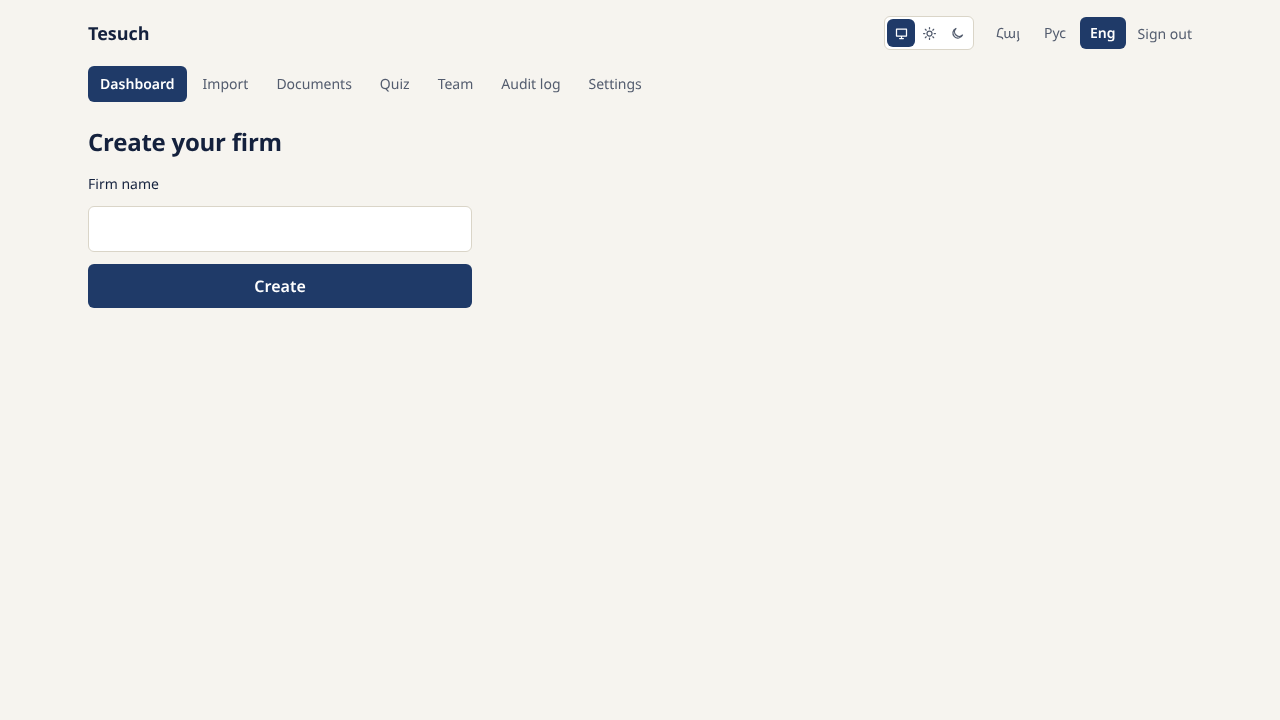 Tesuch
Հայ Рус Eng Sign out
Dashboard Import Documents Quiz Team Audit log Settings
Create your firm
Firm name
Create